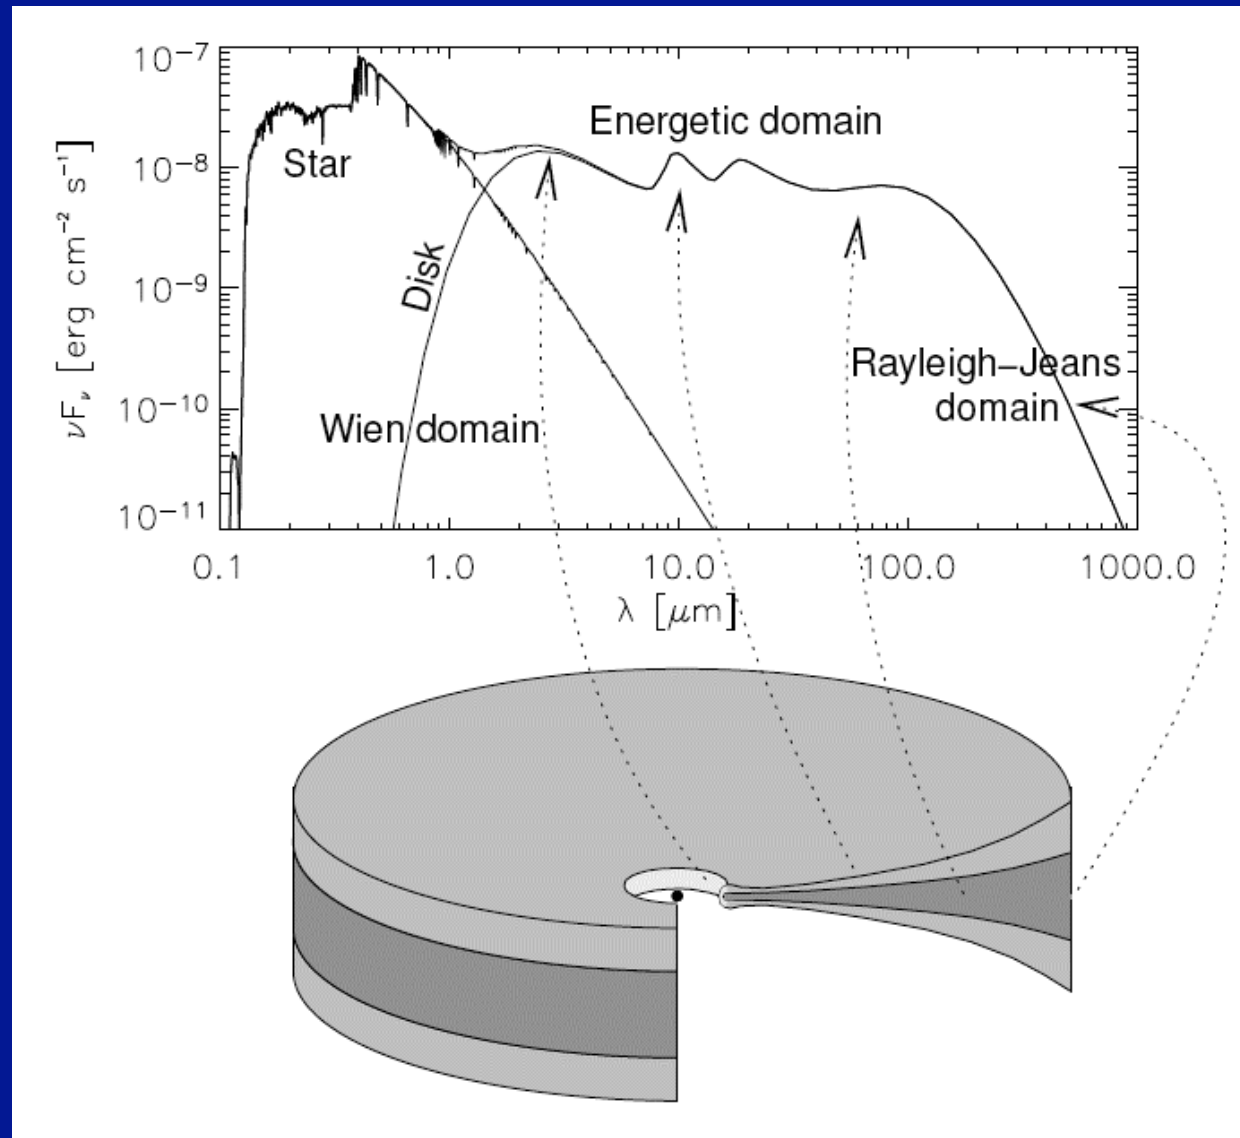 10⁻⁷
10⁻⁸
10⁻⁹
10⁻¹⁰
10⁻¹¹
νFᵥ [erg cm⁻² s⁻¹]
Star
Energetic domain
Disk
Wien domain
Rayleigh–Jeans
domain
0.1 1.0 10.0 100.0 1000.0
λ [μm]